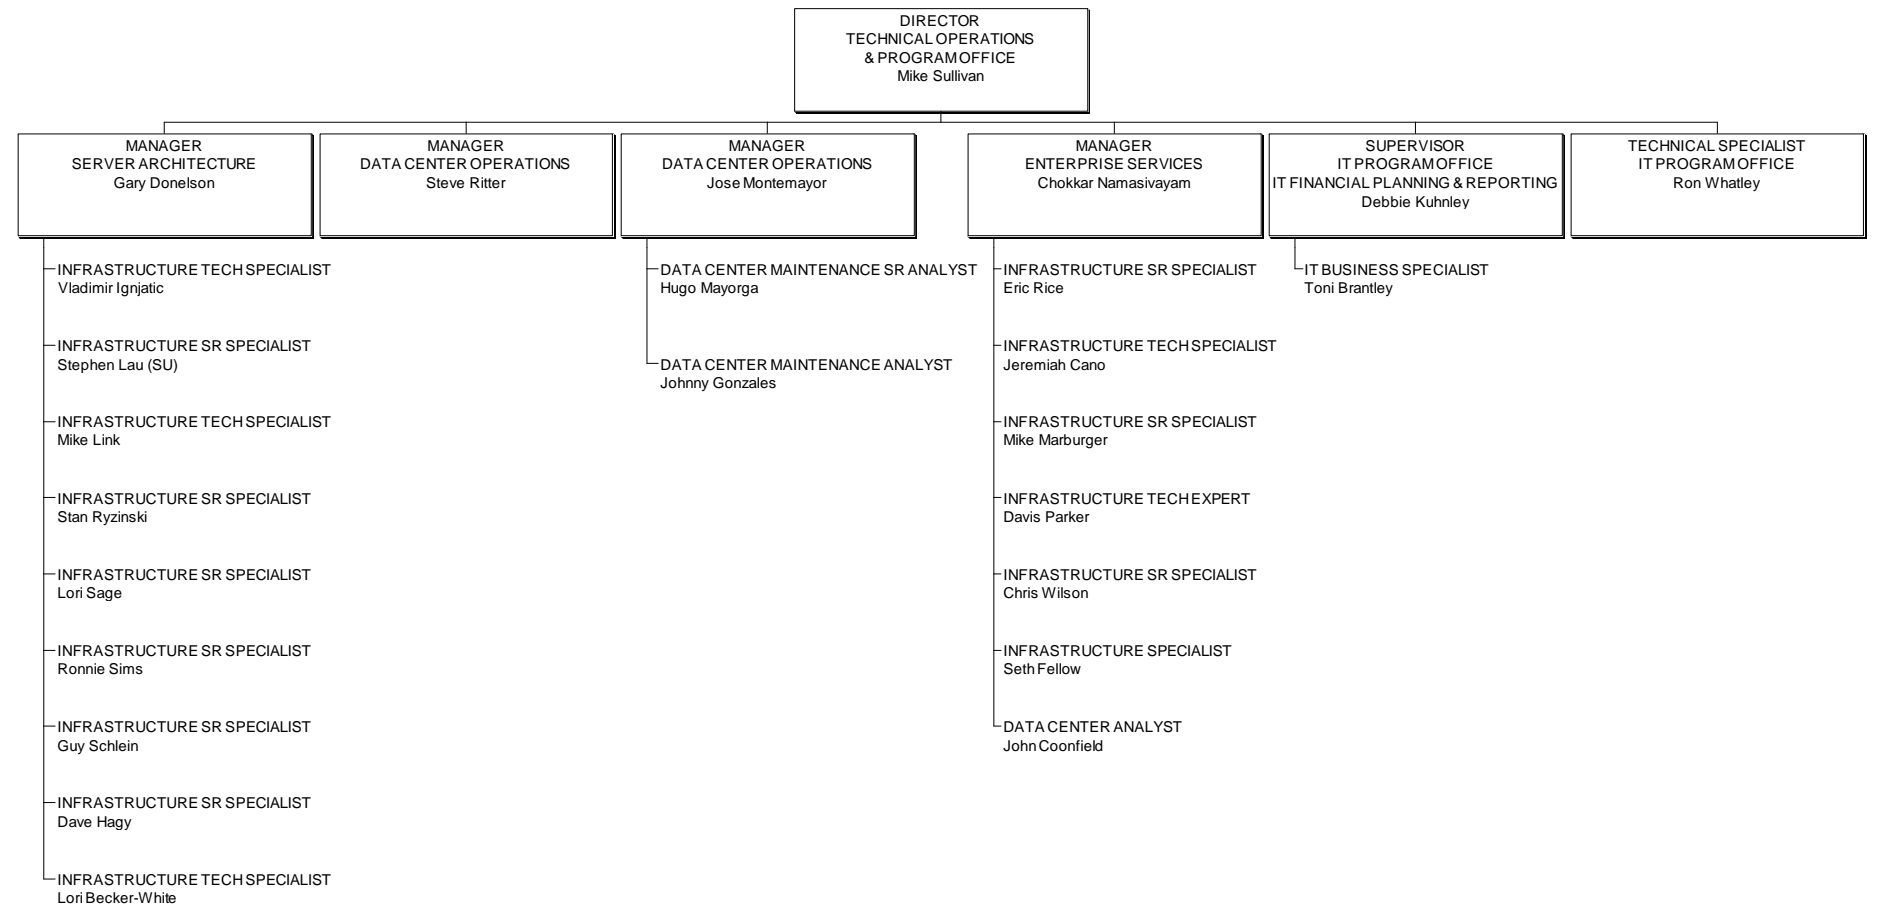 DIRECTOR
TECHNICAL OPERATIONS
& PROGRAM OFFICE
Mike Sullivan
MANAGER
SERVER ARCHITECTURE
Gary Donelson
MANAGER
DATA CENTER OPERATIONS
Steve Ritter
MANAGER
DATA CENTER OPERATIONS
Jose Montemayor
MANAGER
ENTERPRISE SERVICES
Chokkar Namasivayam
SUPERVISOR
IT PROGRAM OFFICE
IT FINANCIAL PLANNING & REPORTING
Debbie Kuhnley
TECHNICAL SPECIALIST
IT PROGRAM OFFICE
Ron Whatley
INFRASTRUCTURE TECH SPECIALIST
Vladimir Ignjatic
INFRASTRUCTURE SR SPECIALIST
Stephen Lau (SU)
INFRASTRUCTURE TECH SPECIALIST
Mike Link
INFRASTRUCTURE SR SPECIALIST
Stan Ryzinski
INFRASTRUCTURE SR SPECIALIST
Lori Sage
INFRASTRUCTURE SR SPECIALIST
Ronnie Sims
INFRASTRUCTURE SR SPECIALIST
Guy Schlein
INFRASTRUCTURE SR SPECIALIST
Dave Hagy
INFRASTRUCTURE TECH SPECIALIST
Lori Becker-White
DATA CENTER MAINTENANCE SR ANALYST
Hugo Mayorga
DATA CENTER MAINTENANCE ANALYST
Johnny Gonzales
INFRASTRUCTURE SR SPECIALIST
Eric Rice
INFRASTRUCTURE TECH SPECIALIST
Jeremiah Cano
INFRASTRUCTURE SR SPECIALIST
Mike Marburger
INFRASTRUCTURE TECH EXPERT
Davis Parker
INFRASTRUCTURE SR SPECIALIST
Chris Wilson
INFRASTRUCTURE SPECIALIST
Seth Fellow
DATA CENTER ANALYST
John Coonfield
IT BUSINESS SPECIALIST
Toni Brantley